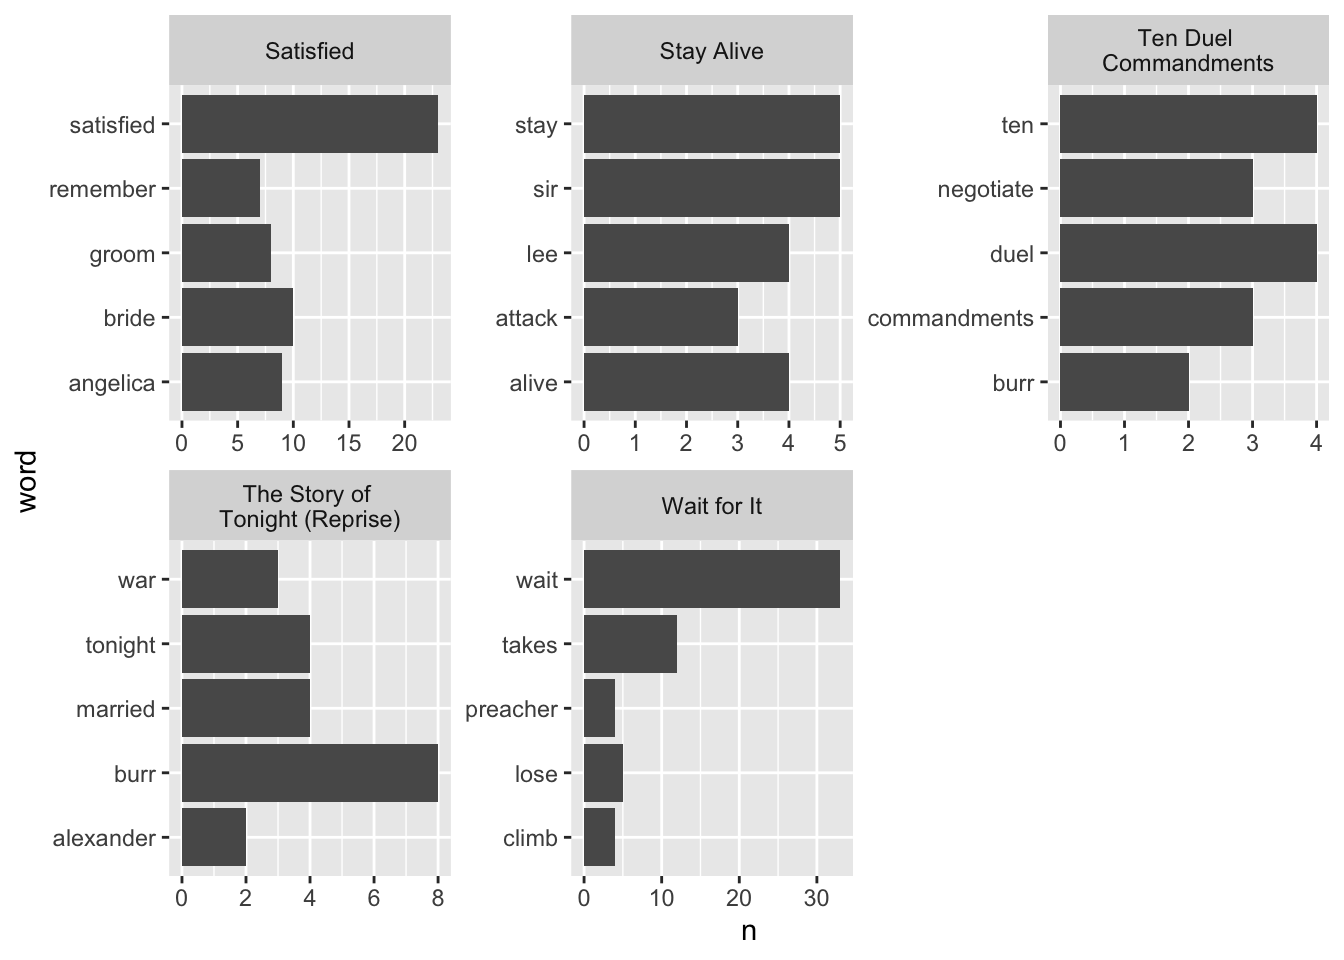 Satisfied
satisfied
remember
groom
bride
angelica
0 5 10 15 20
Stay Alive
stay
sir
lee
attack
alive
0 1 2 3 4 5
Ten Duel
Commandments
ten
negotiate
duel
commandments
burr
0 1 2 3 4
word
The Story of
Tonight (Reprise)
war
tonight
married
burr
alexander
0 2 4 6 8
Wait for It
wait
takes
preacher
lose
climb
0 10 20 30
n